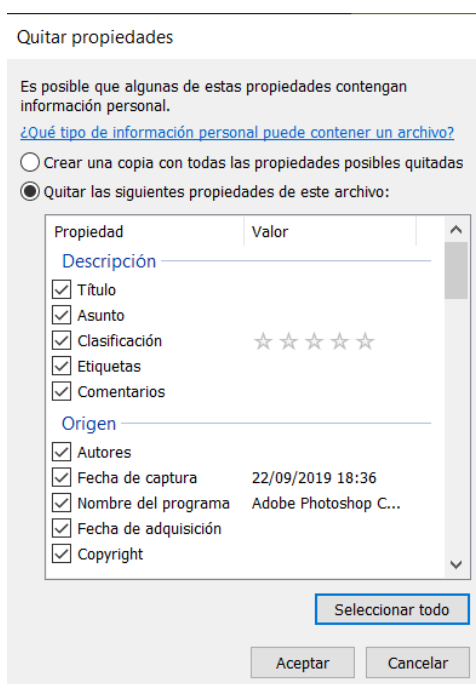 Quitar propiedades
Es posible que algunas de estas propiedades contengan
información personal.
¿Qué tipo de información personal puede contener un archivo?
Crear una copia con todas las propiedades posibles quitadas
Quitar las siguientes propiedades de este archivo:
Propiedad Valor
Descripción
Título
Asunto
Clasificación
Etiquetas
Comentarios
Origen
Autores
Fecha de captura 22/09/2019 18:36
Nombre del programa Adobe Photoshop C...
Fecha de adquisición
Copyright
Seleccionar todo
Aceptar Cancelar